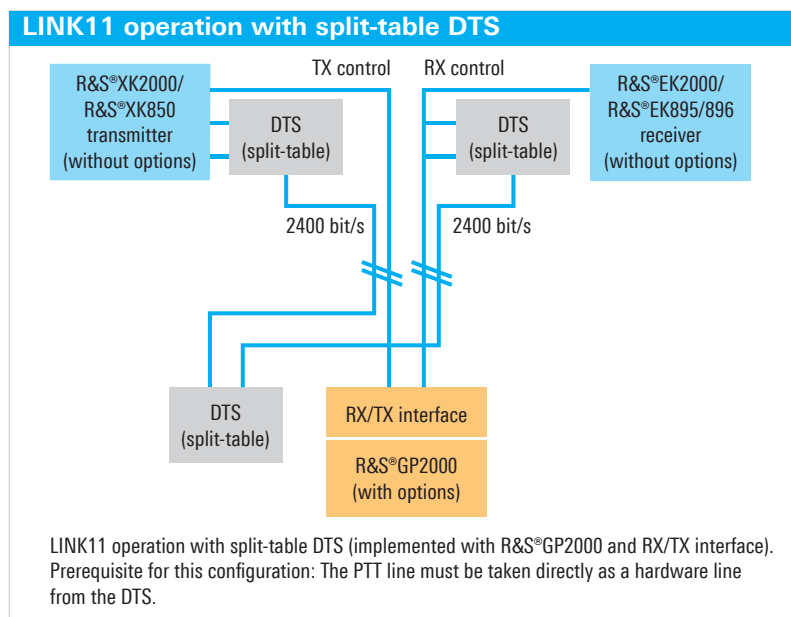 LINK11 operation with split-table DTS
TX control
RX control
R&S®XK2000/
R&S®XK850
transmitter
(without options)
DTS
(split-table)
DTS
(split-table)
R&S®EK2000/
R&S®EK895/896
receiver
(without options)
2400 bit/s
2400 bit/s
DTS
(split-table)
RX/TX interface
R&S®GP2000
(with options)
LINK11 operation with split-table DTS (implemented with R&S®GP2000 and RX/TX interface).
Prerequisite for this configuration: The PTT line must be taken directly as a hardware line
from the DTS.